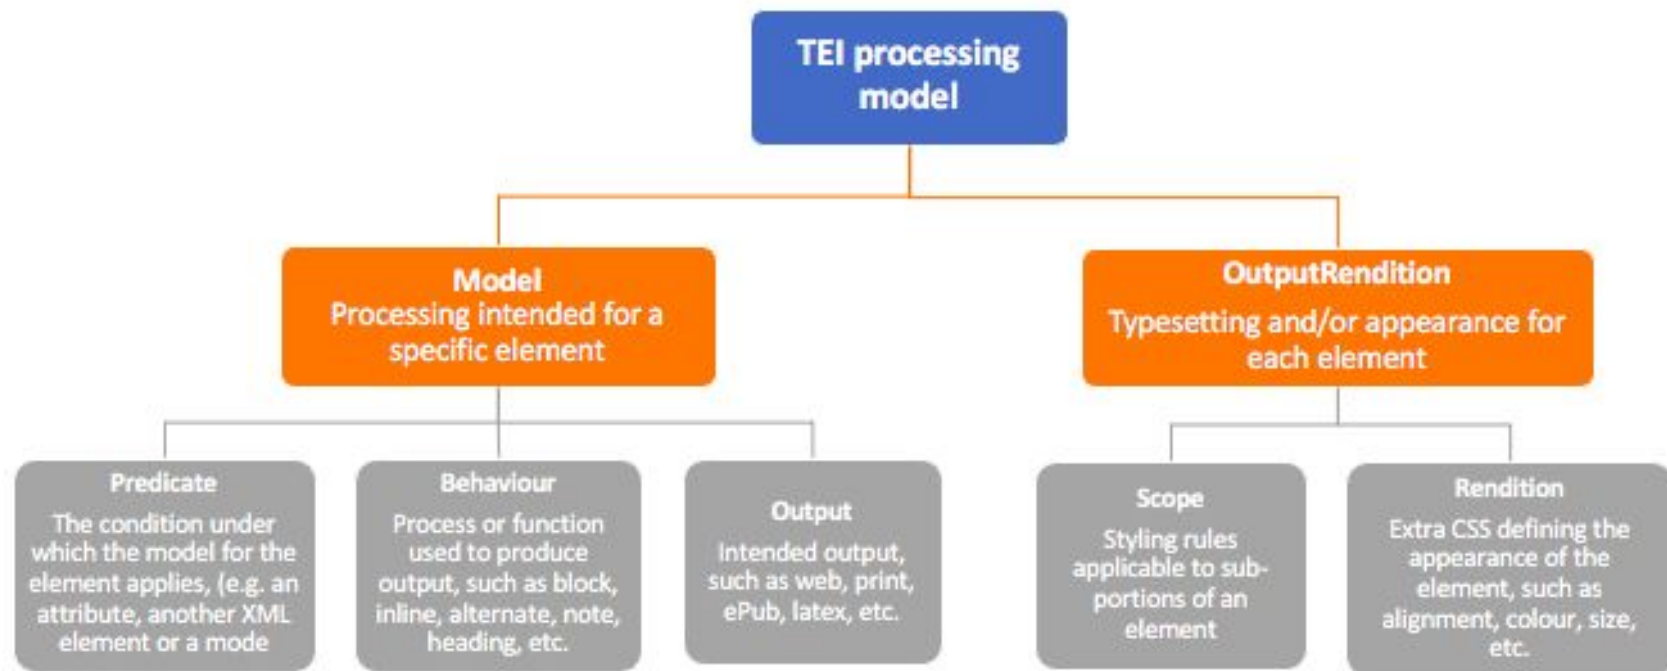 TEI processing
model
Model
Processing intended for a
specific element
OutputRendition
Typesetting and/or appearance for
each element
Predicate
The condition under
which the model for the
element applies, (e.g. an
attribute, another XML
element or a mode
Behaviour
Process or function
used to produce
output, such as block,
inline, alternate, note,
heading, etc.
Output
Intended output,
such as web, print,
ePub, latex, etc.
Scope
Styling rules
applicable to sub-
portions of an
element
Rendition
Extra CSS defining the
appearance of the
element, such as
alignment, colour, size,
etc.